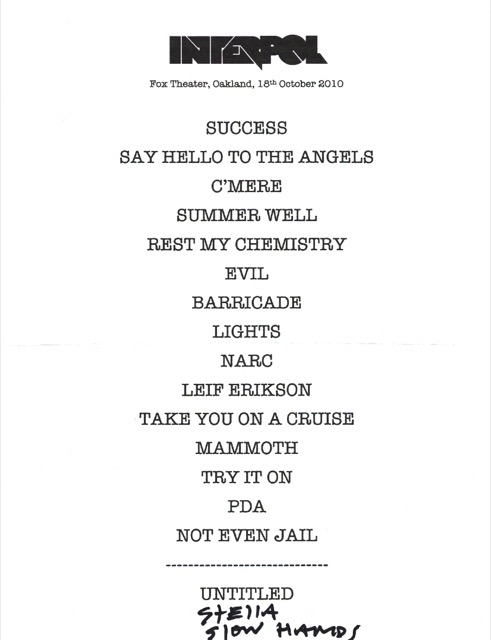 INTERPOL
Fox Theater, Oakland, 18th October 2010
SUCCESS
SAY HELLO TO THE ANGELS
C'MERE
SUMMER WELL
REST MY CHEMISTRY
EVIL
BARRICADE
LIGHTS
NARC
LEIF ERIKSON
TAKE YOU ON A CRUISE
MAMMOTH
TRY IT ON
PDA
NOT EVEN JAIL
----------------------------
UNTITLED
STEllA
SlOW HANDS